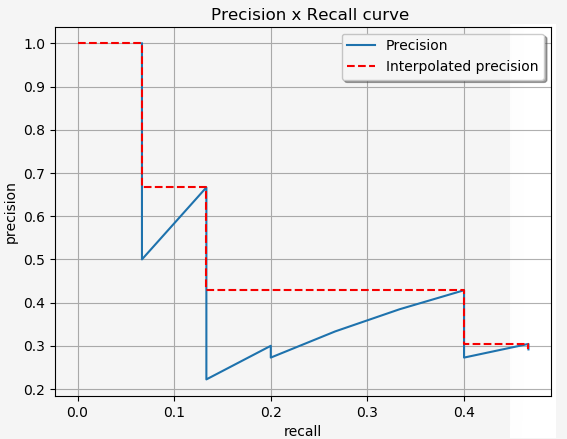 Precision x Recall curve
Precision
Interpolated precision
precision
1.0
0.9
0.8
0.7
0.6
0.5
0.4
0.3
0.2
0.0 0.1 0.2 0.3 0.4
recall